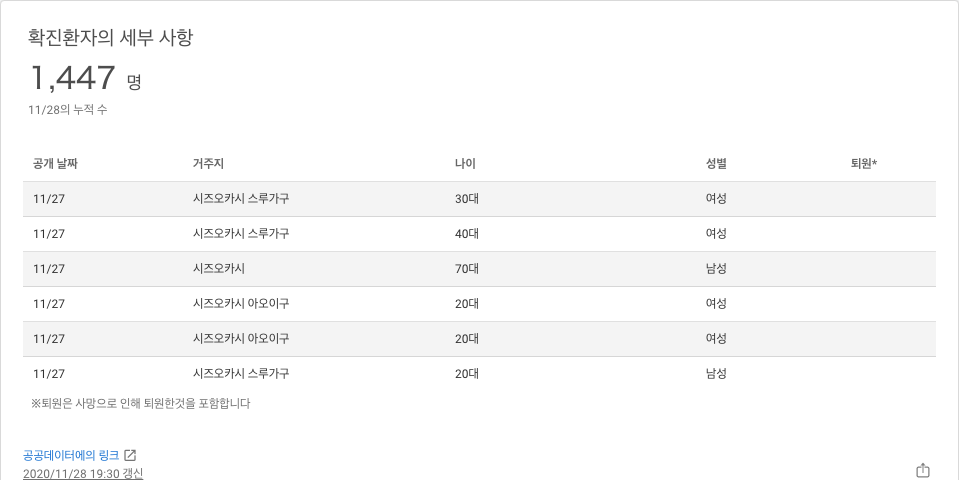 확진환자의 세부 사항
1,447 명
11/28의 누적 수
공개 날짜 거주지 나이 성별 퇴원*
11/27 시즈오카시 스루가구 30대 여성
11/27 시즈오카시 스루가구 40대 여성
11/27 시즈오카시 70대 남성
11/27 시즈오카시 아오이구 20대 여성
11/27 시즈오카시 아오이구 20대 여성
11/27 시즈오카시 스루가구 20대 남성
※퇴원은 사망으로 인해 퇴원한것을 포함합니다
공공데이터에의 링크
2020/11/28 19:30 갱신